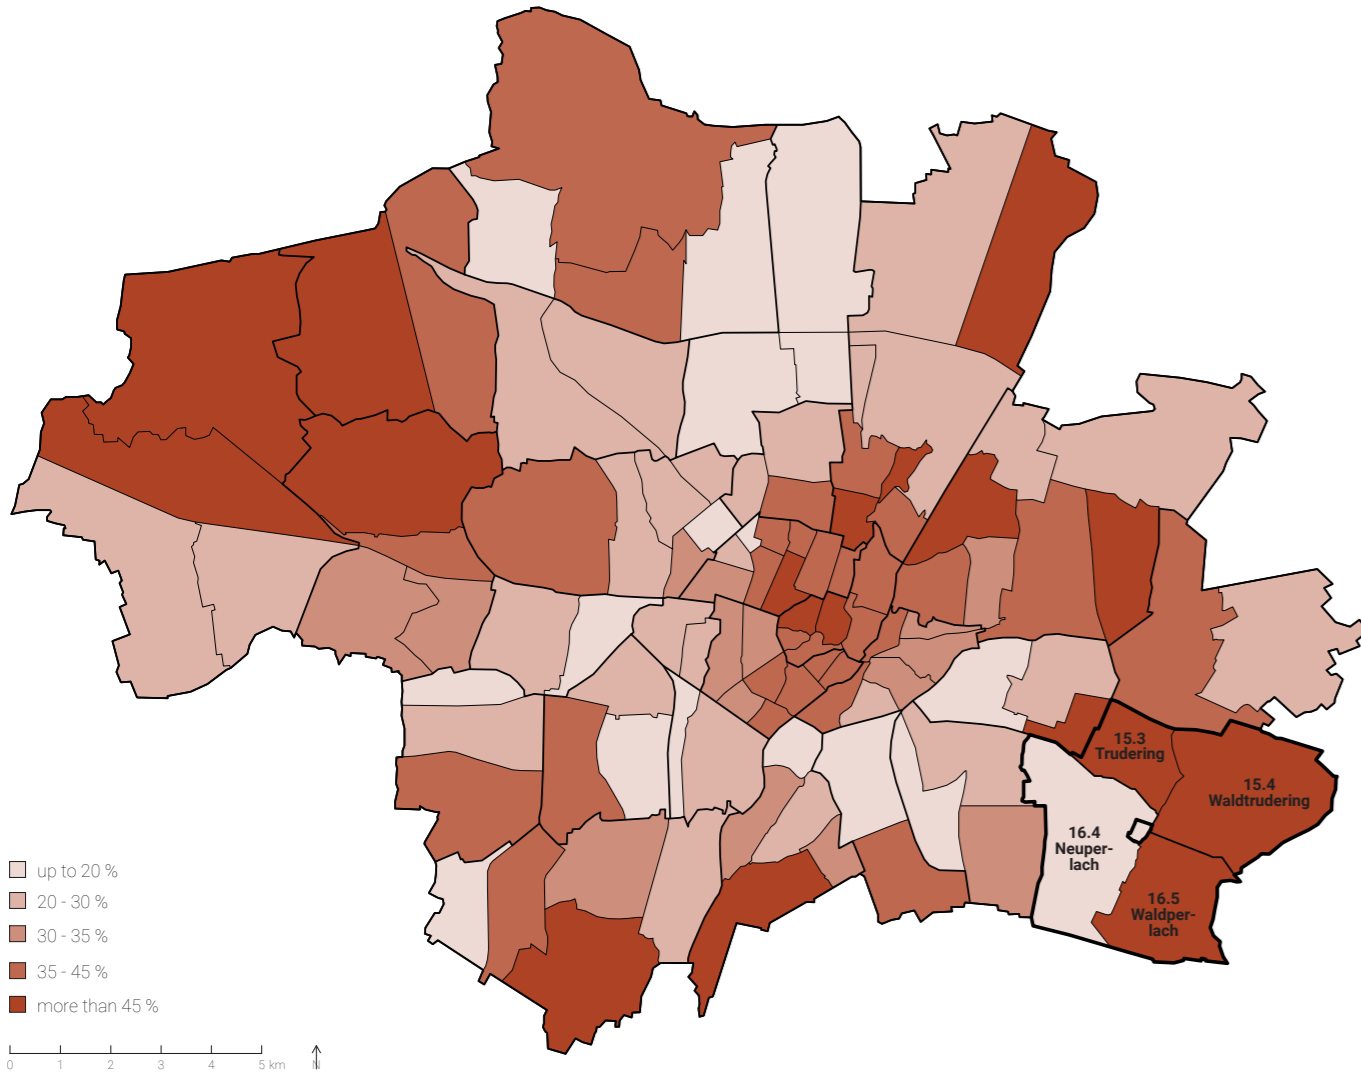 15.3
Trudering
15.4
Waldtrudering
16.4
Neuper-
lach
16.5
Waldper-
lach
up to 20 %
20 - 30 %
30 - 35 %
35 - 45 %
more than 45 %
0 1 2 3 4 5 km N